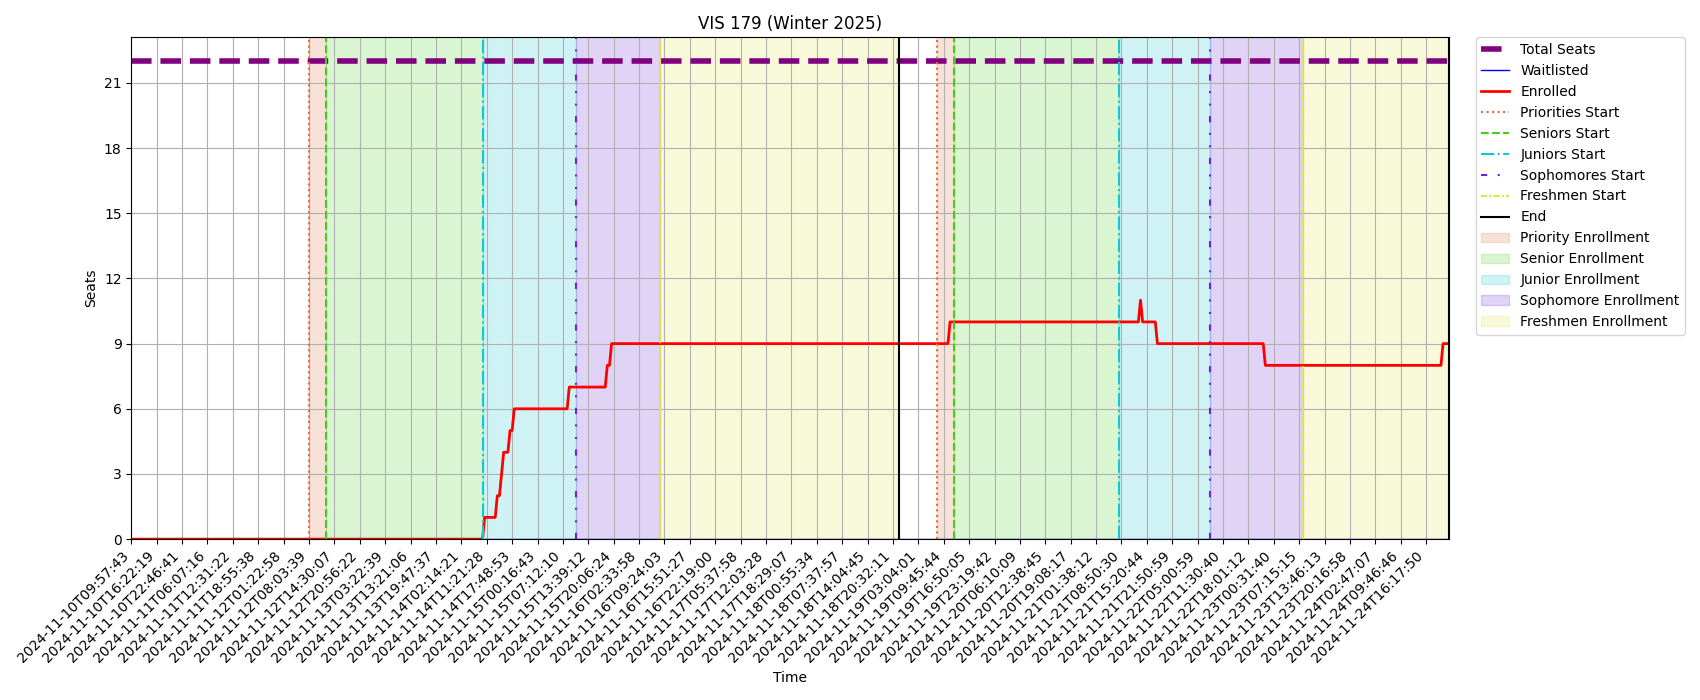 VIS 179 (Winter 2025)
Seats
21
18
15
12
9
6
3
0
2024-11-10T09:57:43
2024-11-10T16:22:19
2024-11-10T22:46:41
2024-11-11T06:07:16
2024-11-11T12:31:22
2024-11-11T18:55:38
2024-11-12T01:22:58
2024-11-12T08:03:39
2024-11-12T14:30:07
2024-11-12T20:56:22
2024-11-13T03:22:39
2024-11-13T13:21:06
2024-11-13T19:47:37
2024-11-14T02:14:21
2024-11-14T11:21:28
2024-11-14T17:48:53
2024-11-15T00:16:43
2024-11-15T07:12:10
2024-11-15T13:39:12
2024-11-15T20:06:24
2024-11-16T02:33:58
2024-11-16T09:24:03
2024-11-16T15:51:27
2024-11-16T22:19:00
2024-11-17T05:37:58
2024-11-17T12:03:28
2024-11-17T18:29:07
2024-11-18T00:55:34
2024-11-18T07:37:57
2024-11-18T14:04:45
2024-11-18T20:32:11
2024-11-19T03:04:01
2024-11-19T09:45:44
2024-11-19T16:50:05
2024-11-19T23:19:42
2024-11-20T06:10:09
2024-11-20T12:38:45
2024-11-20T19:08:17
2024-11-21T01:38:12
2024-11-21T08:50:30
2024-11-21T15:20:44
2024-11-21T21:50:59
2024-11-22T05:00:59
2024-11-22T11:30:40
2024-11-22T18:01:12
2024-11-23T00:31:40
2024-11-23T07:15:15
2024-11-23T13:46:13
2024-11-23T20:16:58
2024-11-24T02:47:07
2024-11-24T09:46:46
2024-11-24T16:17:50
Time
Total Seats
Waitlisted
Enrolled
Priorities Start
Seniors Start
Juniors Start
Sophomores Start
Freshmen Start
End
Priority Enrollment
Senior Enrollment
Junior Enrollment
Sophomore Enrollment
Freshmen Enrollment